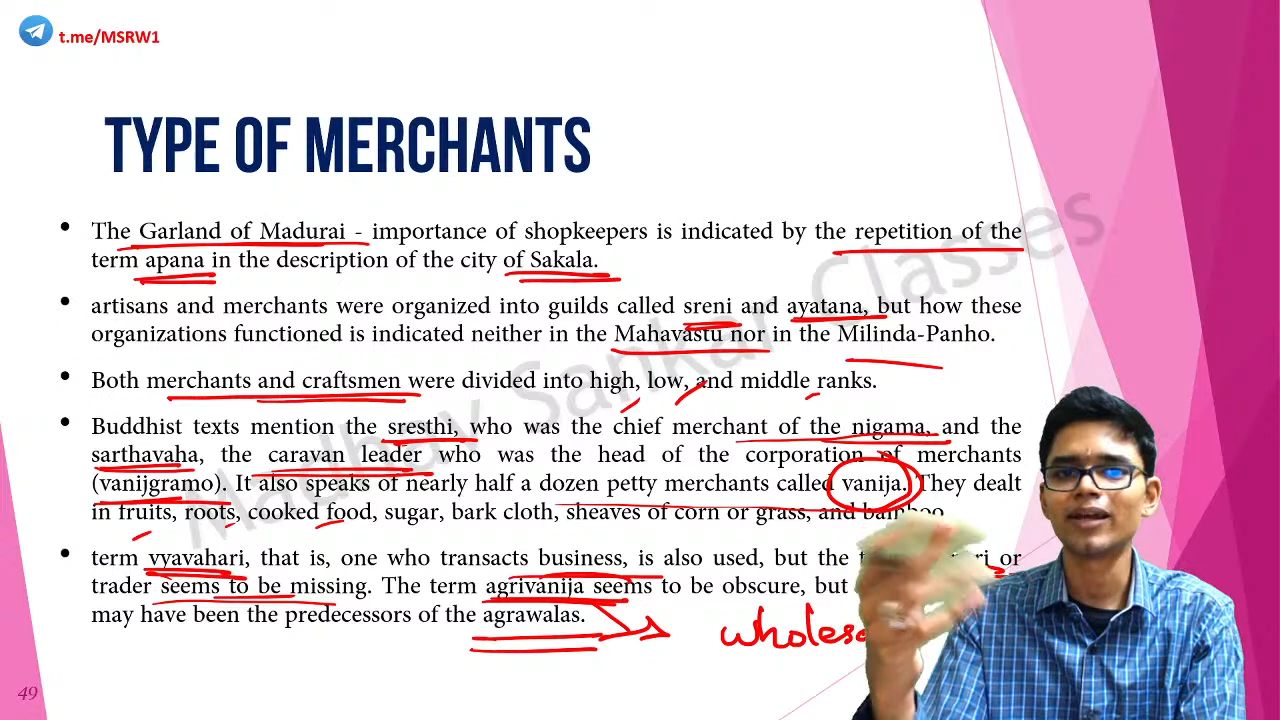 t.me/MSRW1
TYPE OF MERCHANTS
• The Garland of Madurai - importance of shopkeepers is indicated by the repetition of the
term apana in the description of the city of Sakala.
• artisans and merchants were organized into guilds called sreni and ayatana, but how these
organizations functioned is indicated neither in the Mahavastu nor in the Milinda-Panho.
• Both merchants and craftsmen were divided into high, low, and middle ranks.
• Buddhist texts mention the sresthi, who was the chief merchant of the nigama, and the
sarthavaha, the caravan leader who was the head of the corporation of merchants
(vanijgramo). It also speaks of nearly half a dozen petty merchants called vanija. They dealt
in fruits, roots, cooked food, sugar, bark cloth, sheaves of corn or grass, and bamboo
• term vyavahari, that is, one who transacts business, is also used, but the or
trader seems to be missing. The term agrivanija seems to be obscure, but
may have been the predecessors of the agrawalas.
Madhav Sankar Classes
49